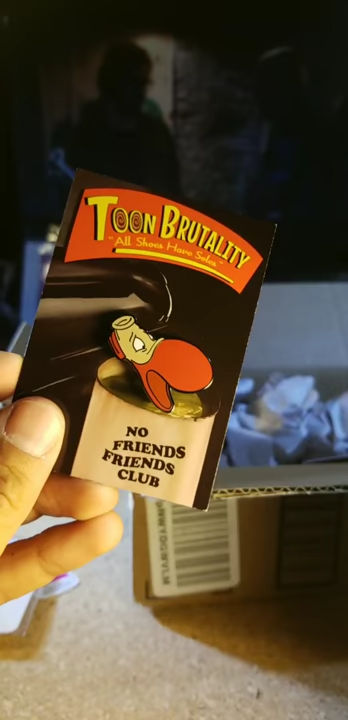 TOON BRUTALITY
"All Shoes Have Soles"
NO
FRIENDS
FRIENDS
CLUB